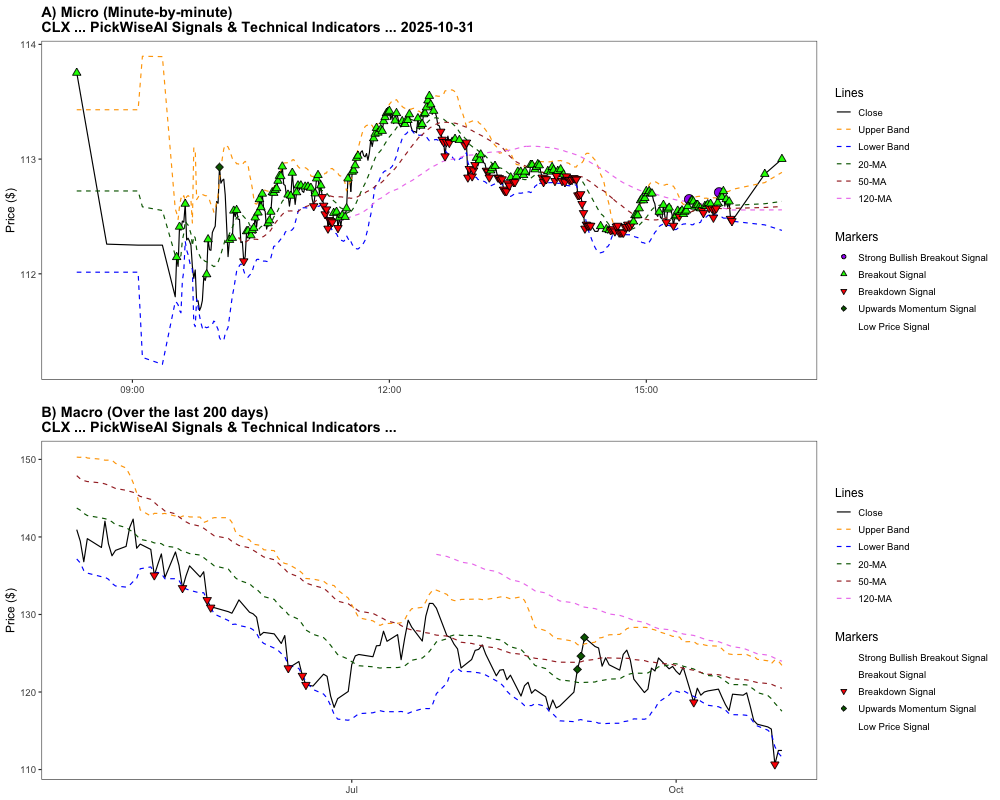 A) Micro (Minute-by-minute)
CLX ... PickWiseAI Signals & Technical Indicators ... 2025-10-31
114
113
112
Price ($)
09:00
12:00
15:00
Lines
Close
Upper Band
Lower Band
20-MA
50-MA
120-MA
Markers
Strong Bullish Breakout Signal
Breakout Signal
Breakdown Signal
Upwards Momentum Signal
Low Price Signal
B) Macro (Over the last 200 days)
CLX ... PickWiseAI Signals & Technical Indicators ...
150
140
130
120
110
Price ($)
Jul
Oct
Lines
Close
Upper Band
Lower Band
20-MA
50-MA
120-MA
Markers
Strong Bullish Breakout Signal
Breakout Signal
Breakdown Signal
Upwards Momentum Signal
Low Price Signal